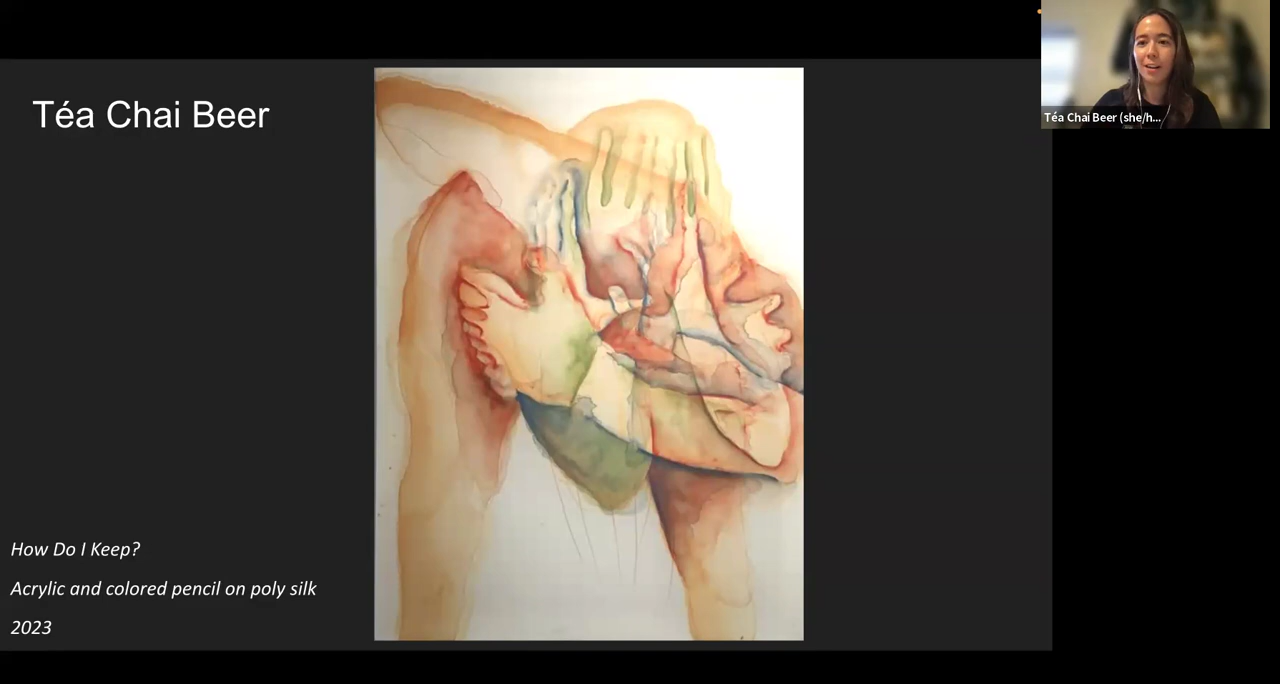 Téa Chai Beer
Téa Chai Beer (she/h...
How Do I Keep?
Acrylic and colored pencil on poly silk
2023